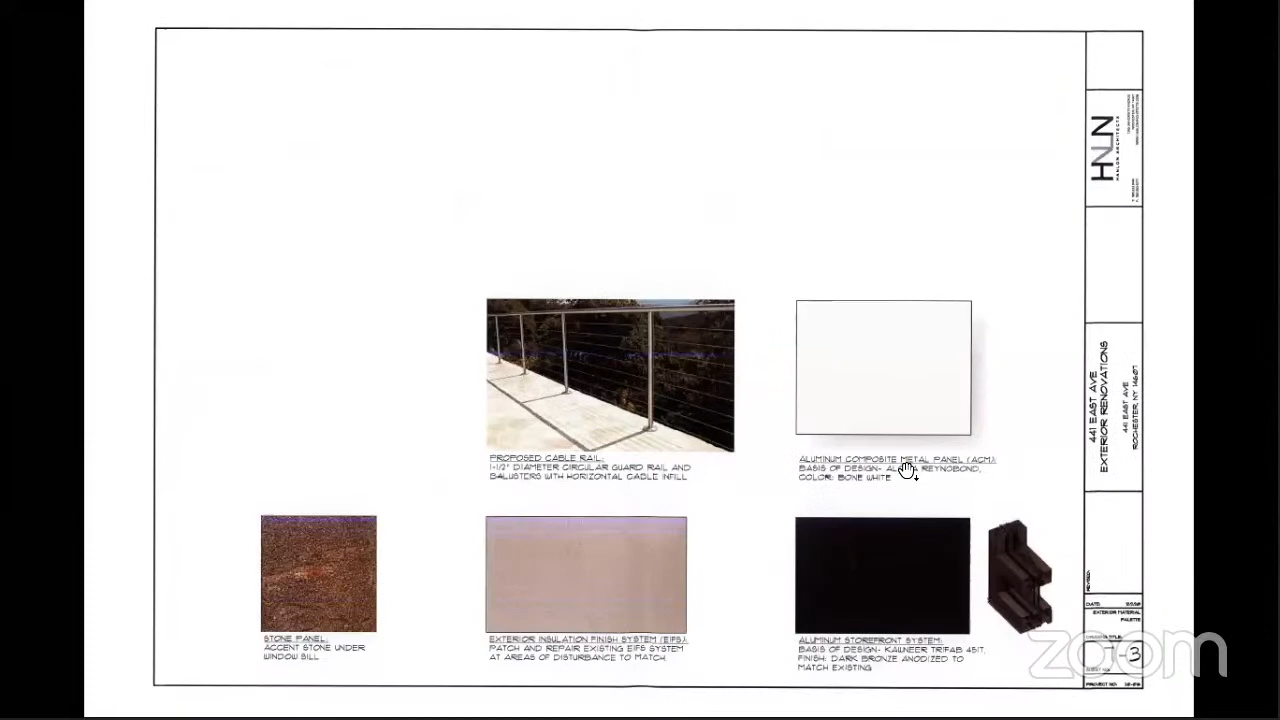 PROPOSED CABLE RAIL:
1-1/2" DIAMETER CIRCULAR GUARD RAIL AND
BALUSTERS WITH HORIZONTAL CABLE INFILL
ALUMINUM COMPOSITE METAL PANEL (ACM):
BASIS OF DESIGN- REYNOBOND,
COLOR: BONE WHITE
STONE PANEL:
ACCENT STONE UNDER
WINDOW SILL
EXTERIOR INSULATION FINISH SYSTEM (EIFS):
PATCH AND REPAIR EXISTING EIFS SYSTEM
AT AREAS OF DISTURBANCE TO MATCH.
ALUMINUM STOREFRONT SYSTEM:
BASIS OF DESIGN- KAWNEER TRIFAB 451T,
FINISH: DARK BRONZE ANODIZED TO
MATCH EXISTING
HNLN
HANLON ARCHITECTS
441 EAST AVE
EXTERIOR RENOVATIONS
441 EAST AVE
ROCHESTER, NY 14607
DATE:
EXTERIOR MATERIAL
PALETTE
PROJECT NO:
zoom